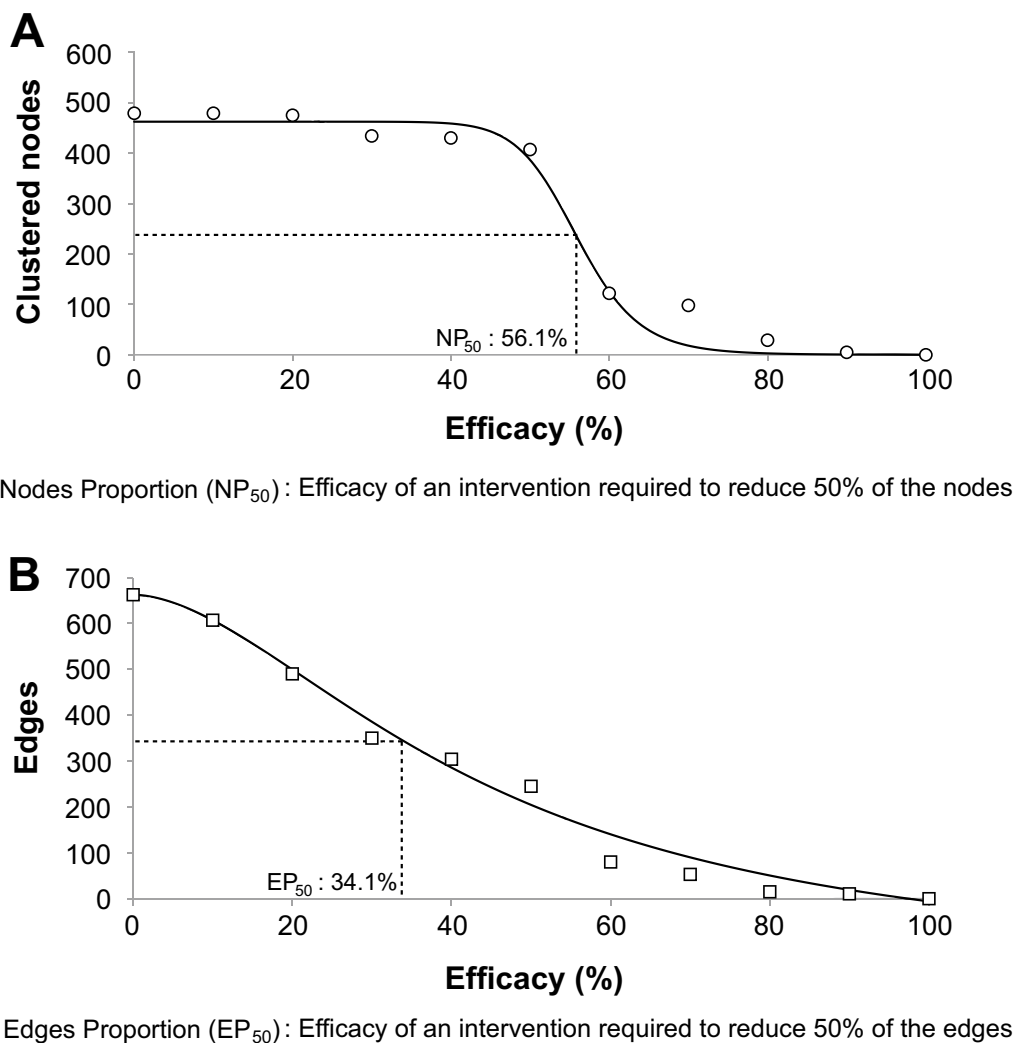 A
Clustered nodes
600
500
400
300
200
100
0
NP50 : 56.1%
0 20 40 60 80 100
Efficacy (%)
Nodes Proportion (NP50) : Efficacy of an intervention required to reduce 50% of the nodes
B
Edges
700
600
500
400
300
200
100
0
EP50 : 34.1%
0 20 40 60 80 100
Efficacy (%)
Edges Proportion (EP50) : Efficacy of an intervention required to reduce 50% of the edges